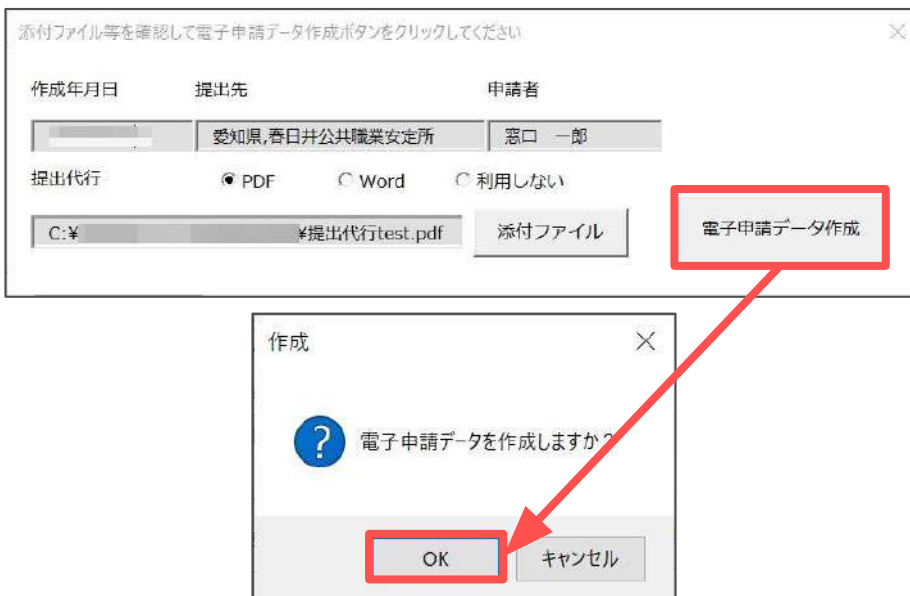 添付ファイル等を確認して電子申請データ作成ボタンをクリックしてください
作成年月日 提出先 申請者
愛知県,春日井公共職業安定所 窓口 一郎
提出代行 PDF Word 利用しない
C:¥ ¥提出代行test.pdf 添付ファイル 電子申請データ作成
作成
電子申請データを作成しますか?
OK キャンセル